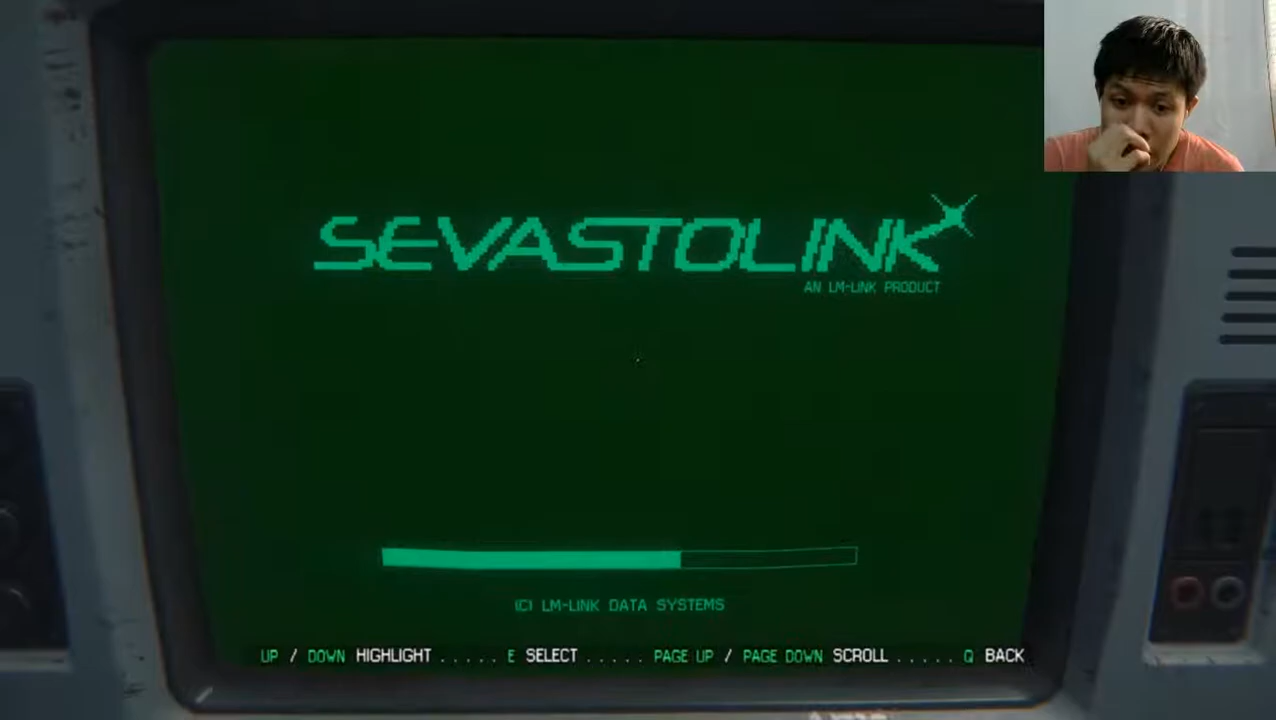 SEVASTOLINK
AN LM-LINK PRODUCT
(C) LM-LINK DATA SYSTEMS
UP / DOWN HIGHLIGHT ..... E SELECT ..... PAGE UP / PAGE DOWN SCROLL ..... Q BACK